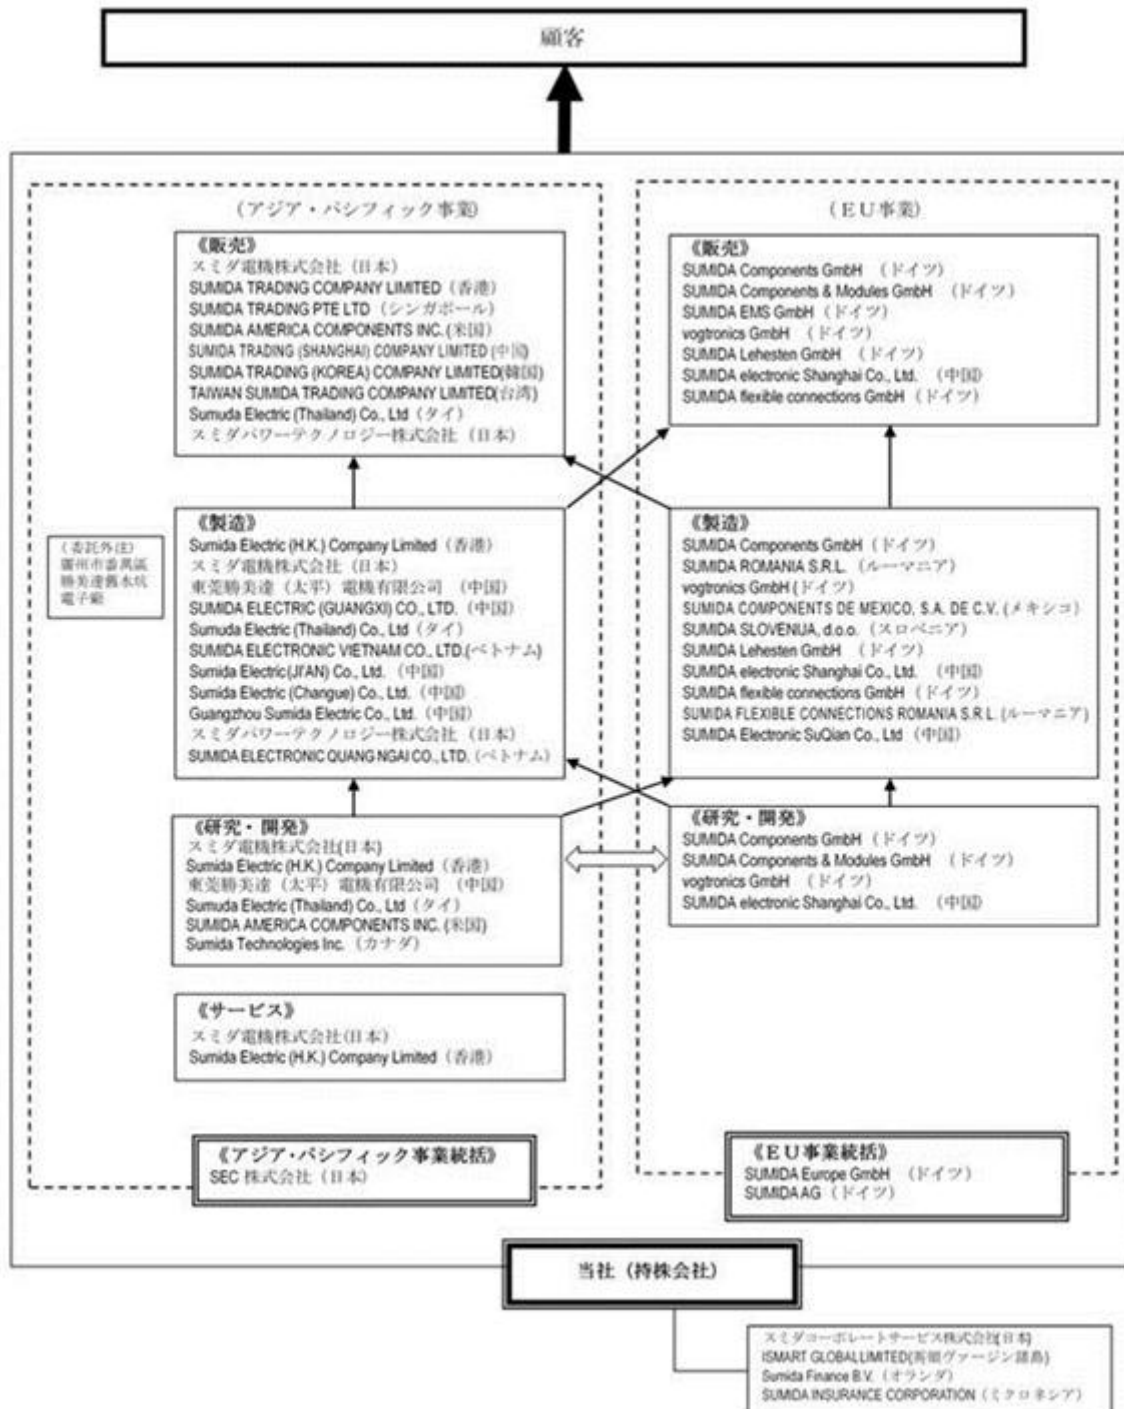 顧客
(アジア・パシフィック事業)
《販売》
スミダ電機株式会社(日本)
SUMIDA TRADING COMPANY LIMITED(香港)
SUMIDA TRADING PTE LTD(シンガポール)
SUMIDA AMERICA COMPONENTS INC.(米国)
SUMIDA TRADING (SHANGHAI) COMPANY LIMITED (中国)
SUMIDA TRADING (KOREA) COMPANY LIMITED(韓国)
TAIWAN SUMIDA TRADING COMPANY LIMITED(台湾)
Sumuda Electric (Thailand) Co., Ltd(タイ)
スミダパワーテクノロジー株式会社(日本)
《製造》
Sumida Electric (H.K.) Company Limited(香港)
スミダ電機株式会社(日本)
東莞勝美達(太平)電機有限公司(中国)
SUMIDA ELECTRIC (GUANGXI) CO., LTD.(中国)
Sumuda Electric (Thailand) Co., Ltd(タイ)
SUMIDA ELECTRONIC VIETNAM CO., LTD.(ベトナム)
Sumida Electric(JI'AN) Co., Ltd.(中国)
Sumida Electric (Changue) Co., Ltd.(中国)
Guangzhou Sumida Electric Co., Ltd.(中国)
スミダパワーテクノロジー株式会社(日本)
SUMIDA ELECTRONIC QUANG NGAI CO., LTD.(ベトナム)
(委託外注)
廣州市番禺區
勝美達舊水坑
電子廠
《研究・開発》
スミダ電機株式会社(日本)
Sumida Electric (H.K.) Company Limited(香港)
東莞勝美達(太平)電機有限公司(中国)
Sumuda Electric (Thailand) Co., Ltd(タイ)
SUMIDA AMERICA COMPONENTS INC.(米国)
Sumida Technologies Inc.(カナダ)
《サービス》
スミダ電機株式会社(日本)
Sumida Electric (H.K.) Company Limited(香港)
《アジア・パシフィック事業統括》
SEC 株式会社(日本)
(EU事業)
《販売》
SUMIDA Components GmbH(ドイツ)
SUMIDA Components & Modules GmbH(ドイツ)
SUMIDA EMS GmbH(ドイツ)
vogtronics GmbH(ドイツ)
SUMIDA Lehesten GmbH(ドイツ)
SUMIDA electronic Shanghai Co., Ltd.(中国)
SUMIDA flexible connections GmbH(ドイツ)
《製造》
SUMIDA Components GmbH(ドイツ)
SUMIDA ROMANIA S.R.L.(ルーマニア)
vogtronics GmbH(ドイツ)
SUMIDA COMPONENTS DE MEXICO, S.A. DE C.V.(メキシコ)
SUMIDA SLOVENUA, d.o.o.(スロベニア)
SUMIDA Lehesten GmbH(ドイツ)
SUMIDA electronic Shanghai Co., Ltd.(中国)
SUMIDA flexible connections GmbH(ドイツ)
SUMIDA FLEXIBLE CONNECTIONS ROMANIA S.R.L.(ルーマニア)
SUMIDA Electronic SuQian Co., Ltd(中国)
《研究・開発》
SUMIDA Components GmbH(ドイツ)
SUMIDA Components & Modules GmbH(ドイツ)
vogtronics GmbH(ドイツ)
SUMIDA electronic Shanghai Co., Ltd.(中国)
《EU事業統括》
SUMIDA Europe GmbH(ドイツ)
SUMIDA AG(ドイツ)
当社(持株会社)
スミダコーポレートサービス株式会社(日本)
ISMART GLOBAL LIMITED(英領ヴァージン諸島)
Sumida Finance B.V.(オランダ)
SUMIDA INSURANCE CORPORATION(ミクロネシア)